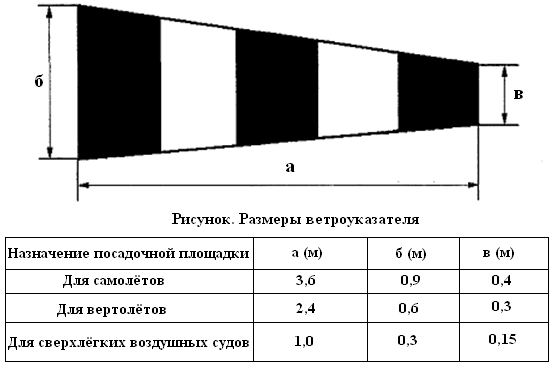 б
в
а
Рисунок. Размеры ветроуказателя
Назначение посадочной площадки а (м) б (м) в (м)
Для самолётов 3,6 0,9 0,4
Для вертолётов 2,4 0,6 0,3
Для сверхлёгких воздушных судов 1,0 0,3 0,15